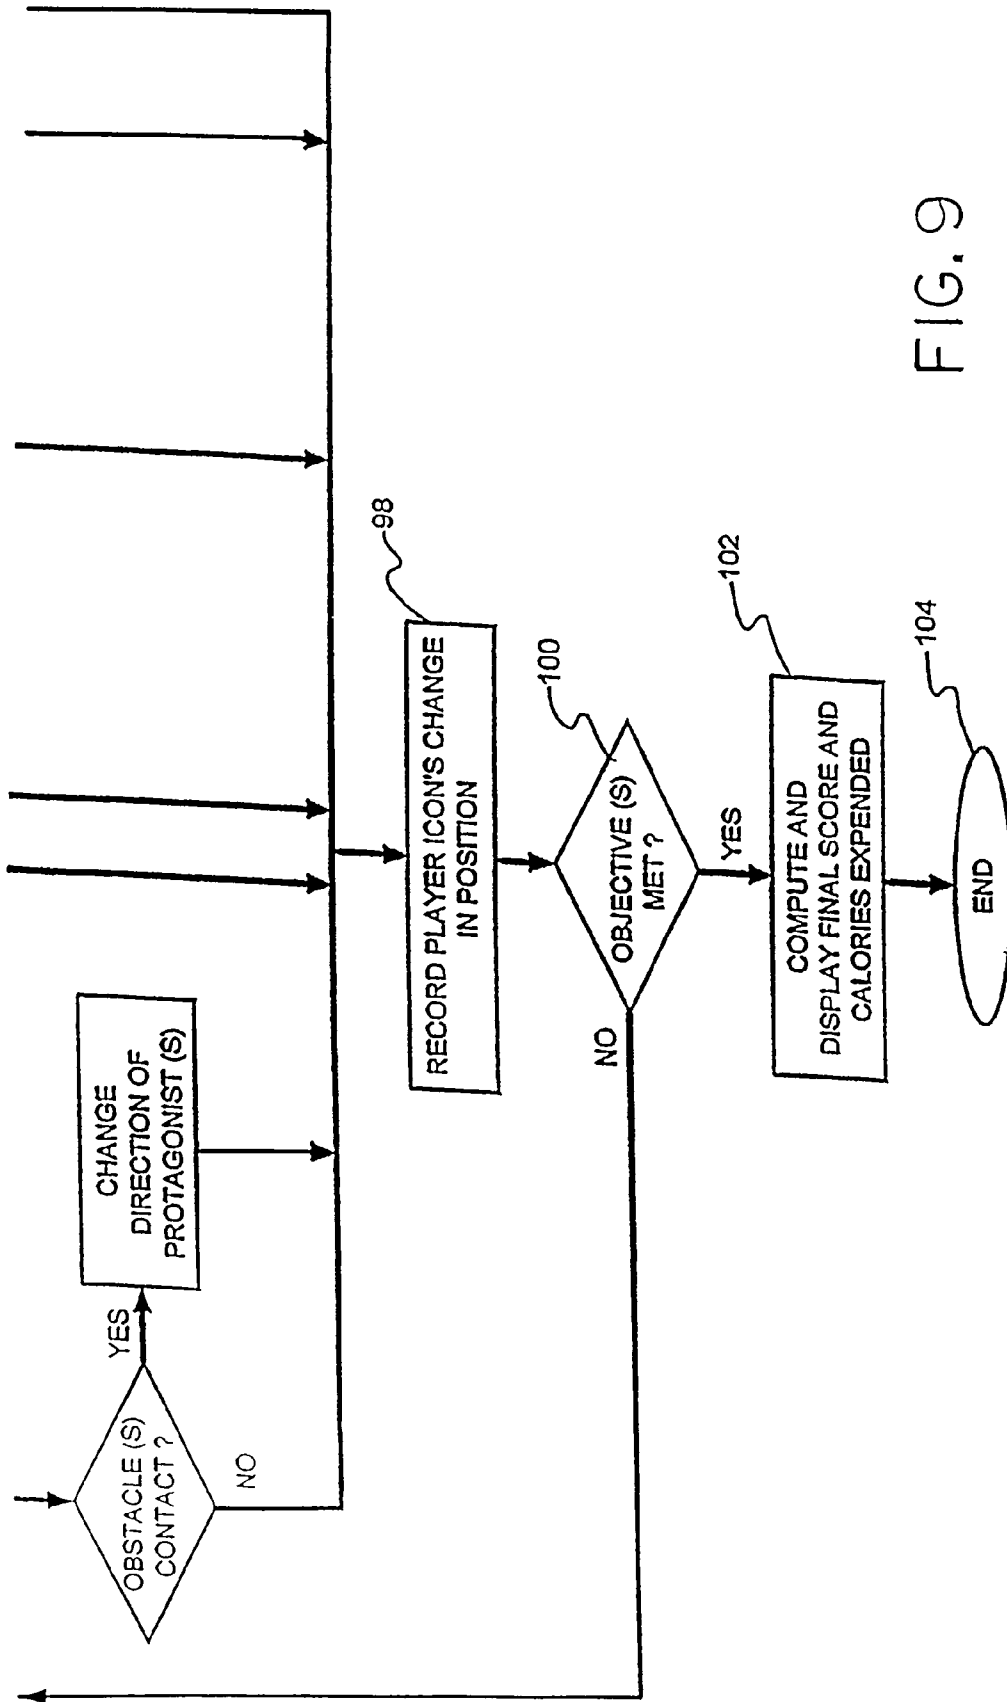 OBSTACLE (S)
CONTACT ?
YES
NO
CHANGE
DIRECTION OF
PROTAGONIST (S)
RECORD PLAYER ICON'S CHANGE
IN POSITION
98
OBJECTIVE (S)
MET ?
100
NO
YES
COMPUTE AND
DISPLAY FINAL SCORE AND
CALORIES EXPENDED
102
END
104
FIG. 9